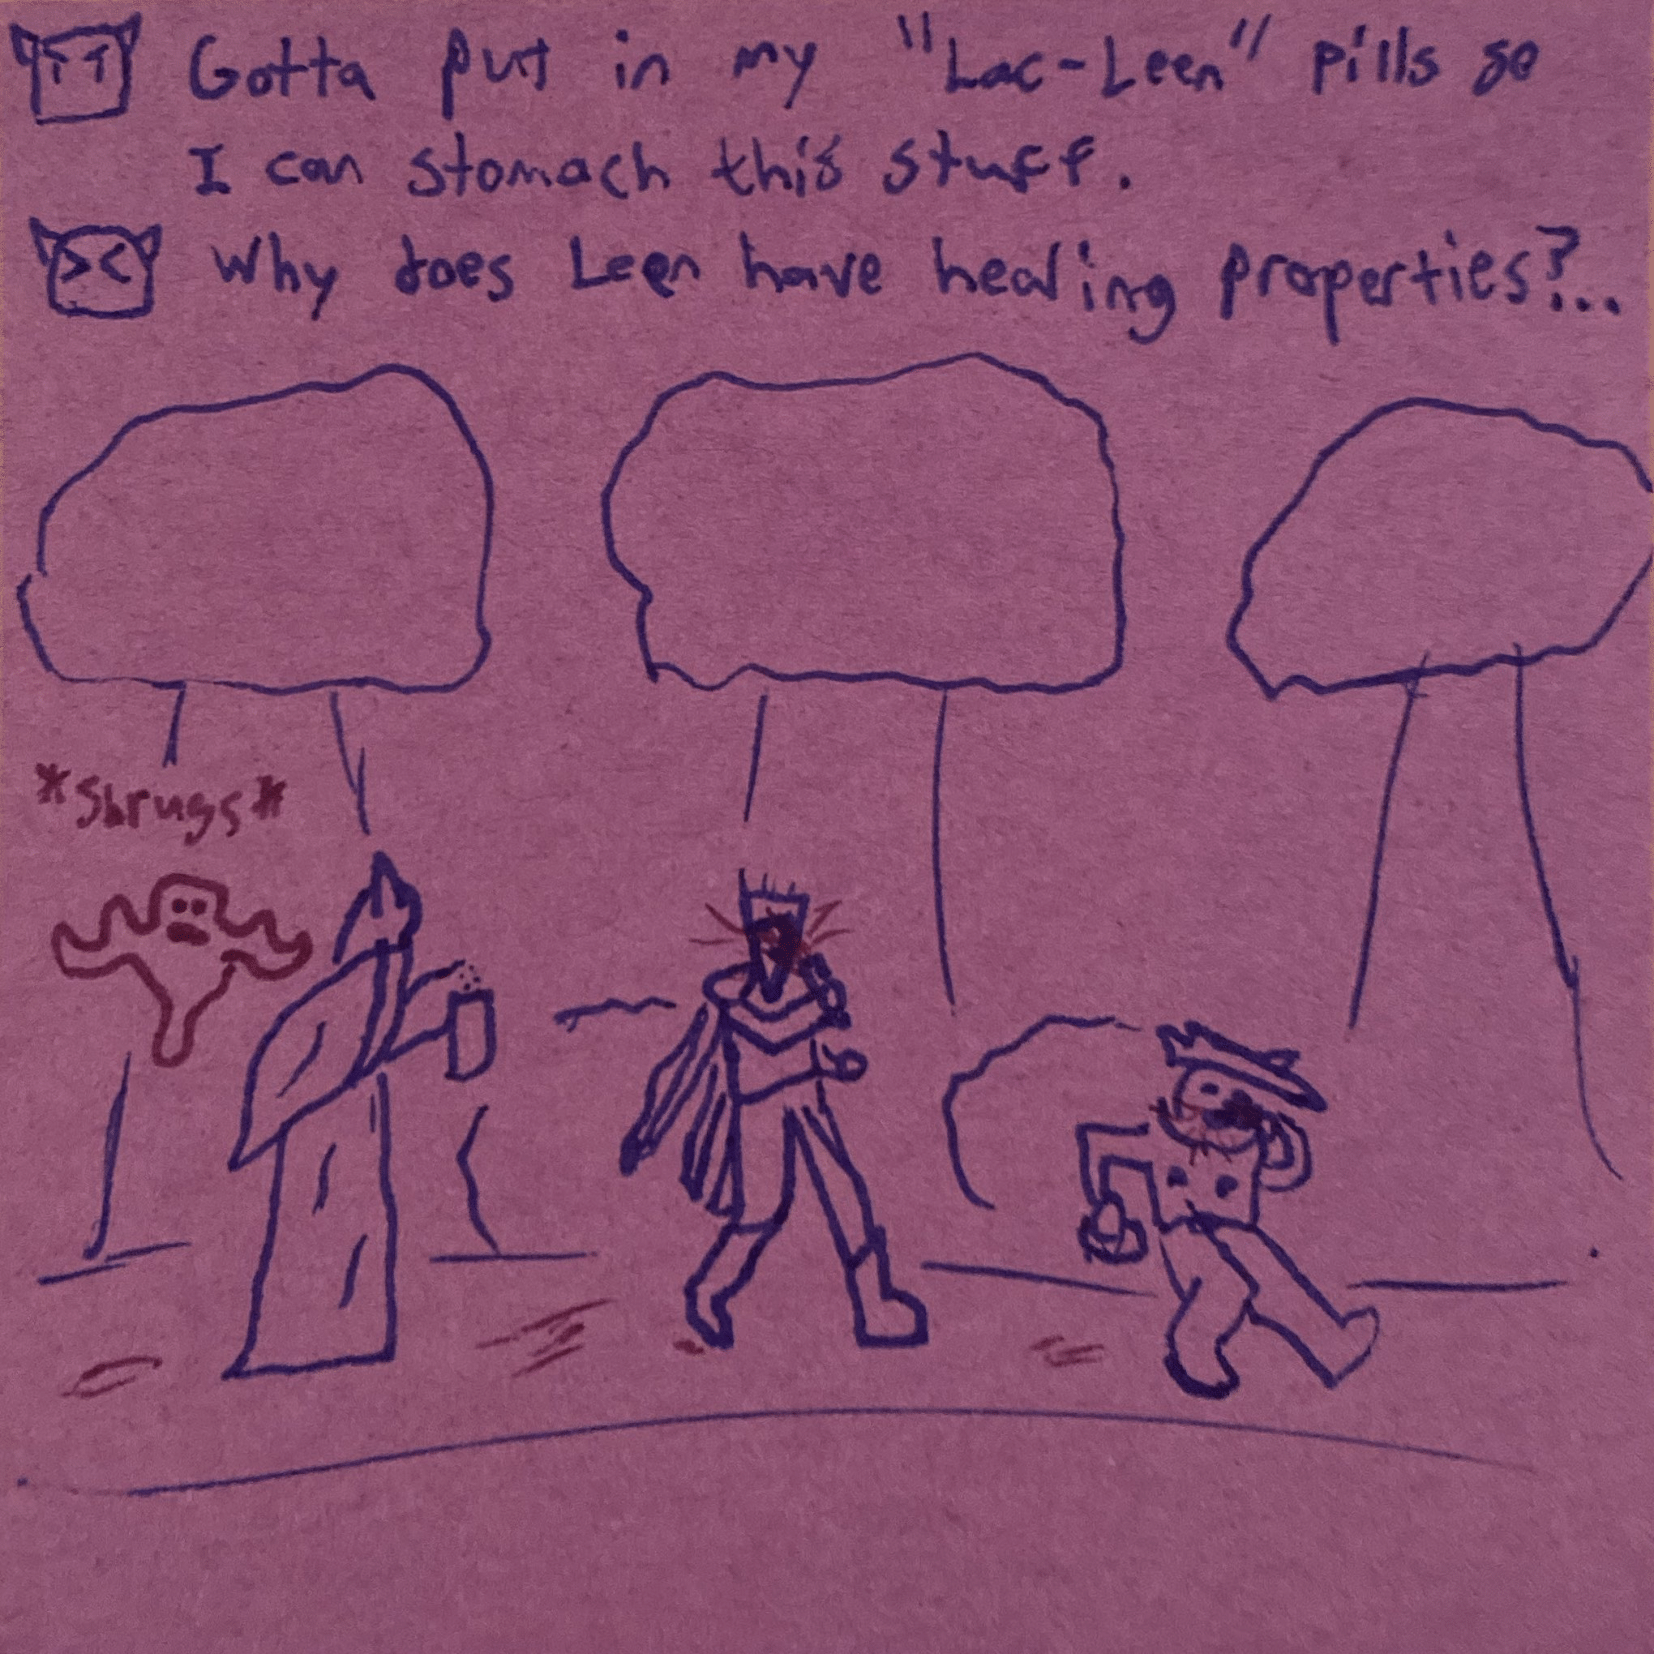 Gotta put in my "Lac-Leen" pills so
I can stomach this stuff.
Why does Leen have healing properties?...
*Shrugs*